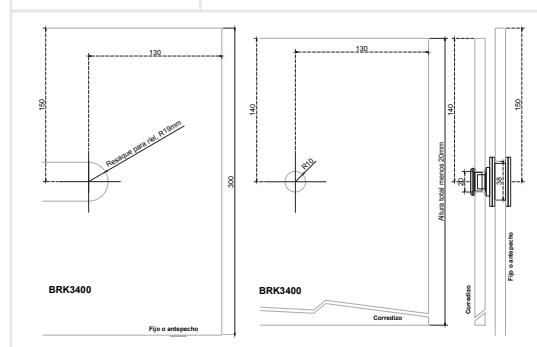 130
150
Resaque para riel. R19mm
300
BRK3400
Fijo o antepecho
130
140
R10
Altura total menos 20mm
BRK3400
Corredizo
140
150
20
38
Fijo o antepecho
Corredizo